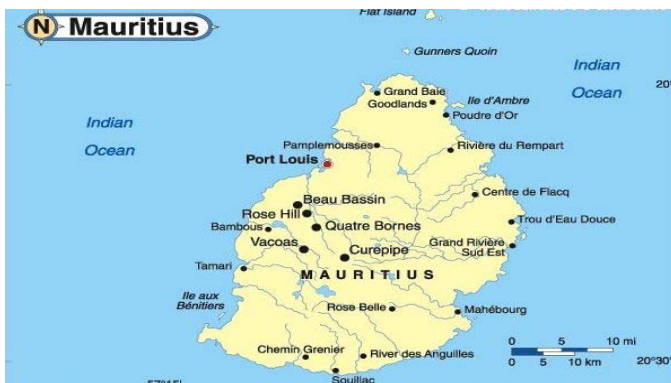 Flat Island
N Mauritius
Gunners Quoin
Indian
Ocean
Indian
Ocean
20°
Grand Baie
Goodlands
Ile d'Ambre
Poudre d'Or
Pamplemousses
Rivière du Rempart
Port Louis
Centre de Flacq
Beau Bassin
Rose Hill
Trou d'Eau Douce
Bambous
Quatre Bornes
Grand Rivière
Sud Est
Vacoas
Curepipe
Tamari
MAURITIUS
Ile aux
Bénitiers
Rose Belle
Mahébourg
0 5 10 mi
0 5 10 km
Chemin Grenier
River des Anguilles
20°30'
Souillac
57°15'